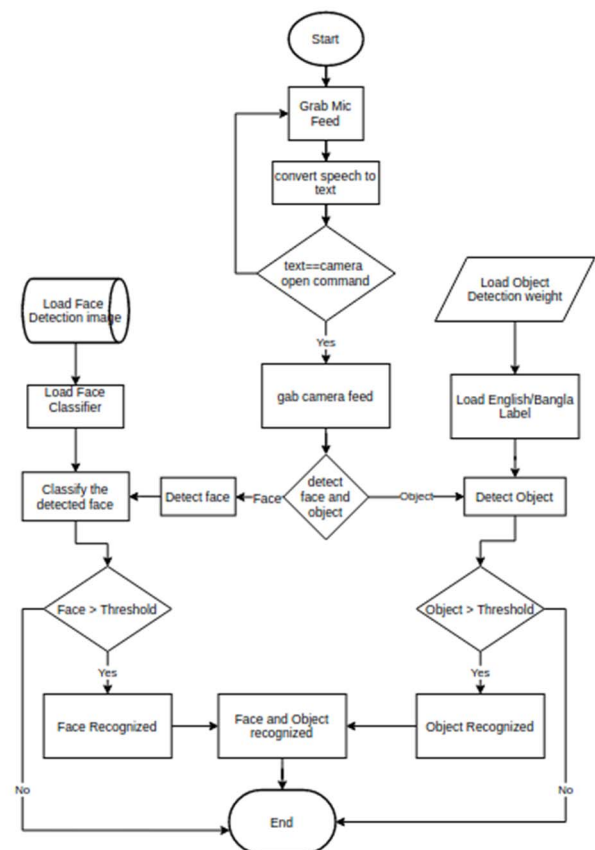 Start
Grab Mic
Feed
convert speech to
text
text==camera
open command
Load Face
Detection image
Load Object
Detection weight
Yes
Load Face
Classifier
gab camera feed
Load English/Bangla
Label
Classify the
detected face
Detect face
Face
detect
face and
object
Object
Detect Object
Face > Threshold
Object > Threshold
Yes
Yes
Face Recognized
Face and Object
recognized
Object Recognized
No
No
End